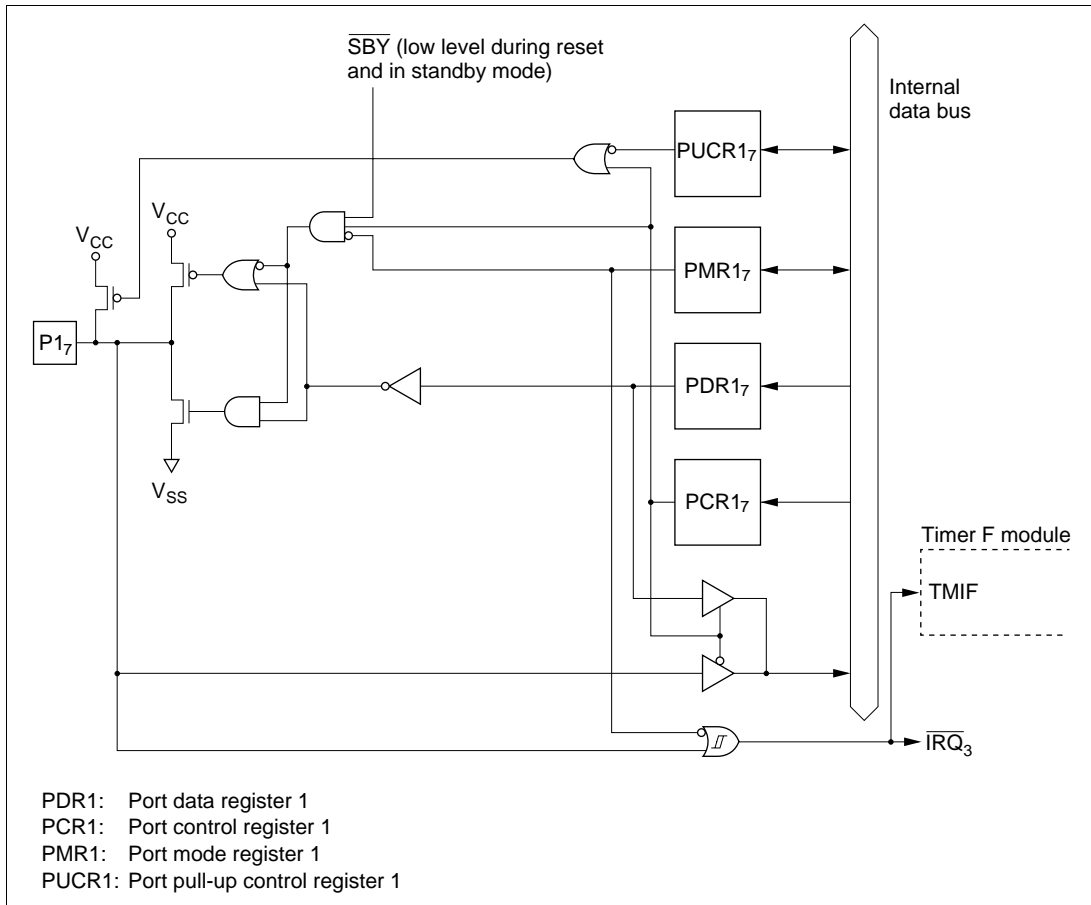 SBY (low level during reset
and in standby mode)
Internal
data bus
PUCR1₇
V_CC
V_CC
PMR1₇
P1₇
PDR1₇
V_SS
PCR1₇
Timer F module
TMIF
IRQ₃
PDR1: Port data register 1
PCR1: Port control register 1
PMR1: Port mode register 1
PUCR1: Port pull-up control register 1